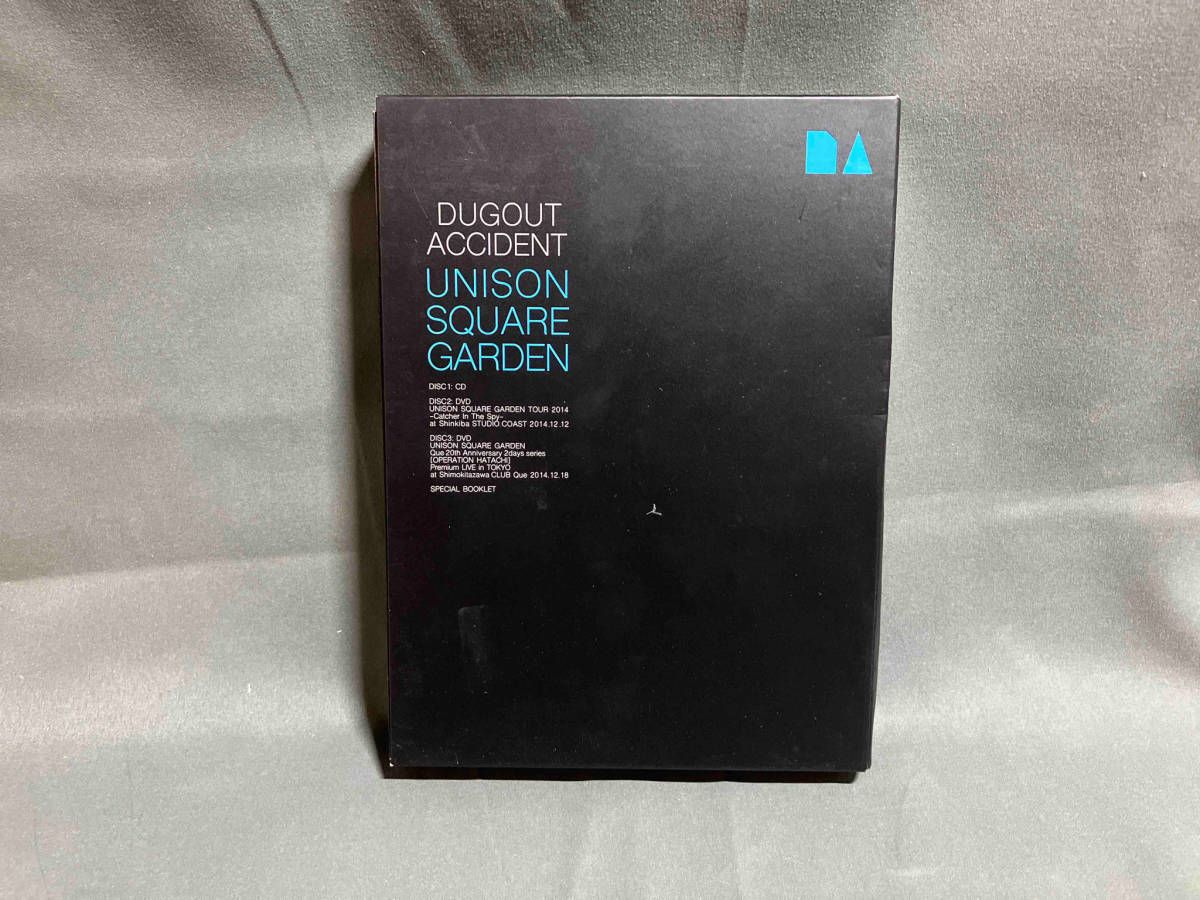 DA
DUGOUT
ACCIDENT
UNISON
SQUARE
GARDEN
DISC1: CD
DISC2: DVD
UNISON SQUARE GARDEN TOUR 2014
-Catcher In The Spy-
at Shinkiba STUDIO COAST 2014.12.12
DISC3: DVD
UNISON SQUARE GARDEN
Que 20th Anniversary 2days series
[OPERATION HATACHI]
Premium LIVE in TOKYO
at Shimokitazawa CLUB Que 2014.12.18
SPECIAL BOOKLET